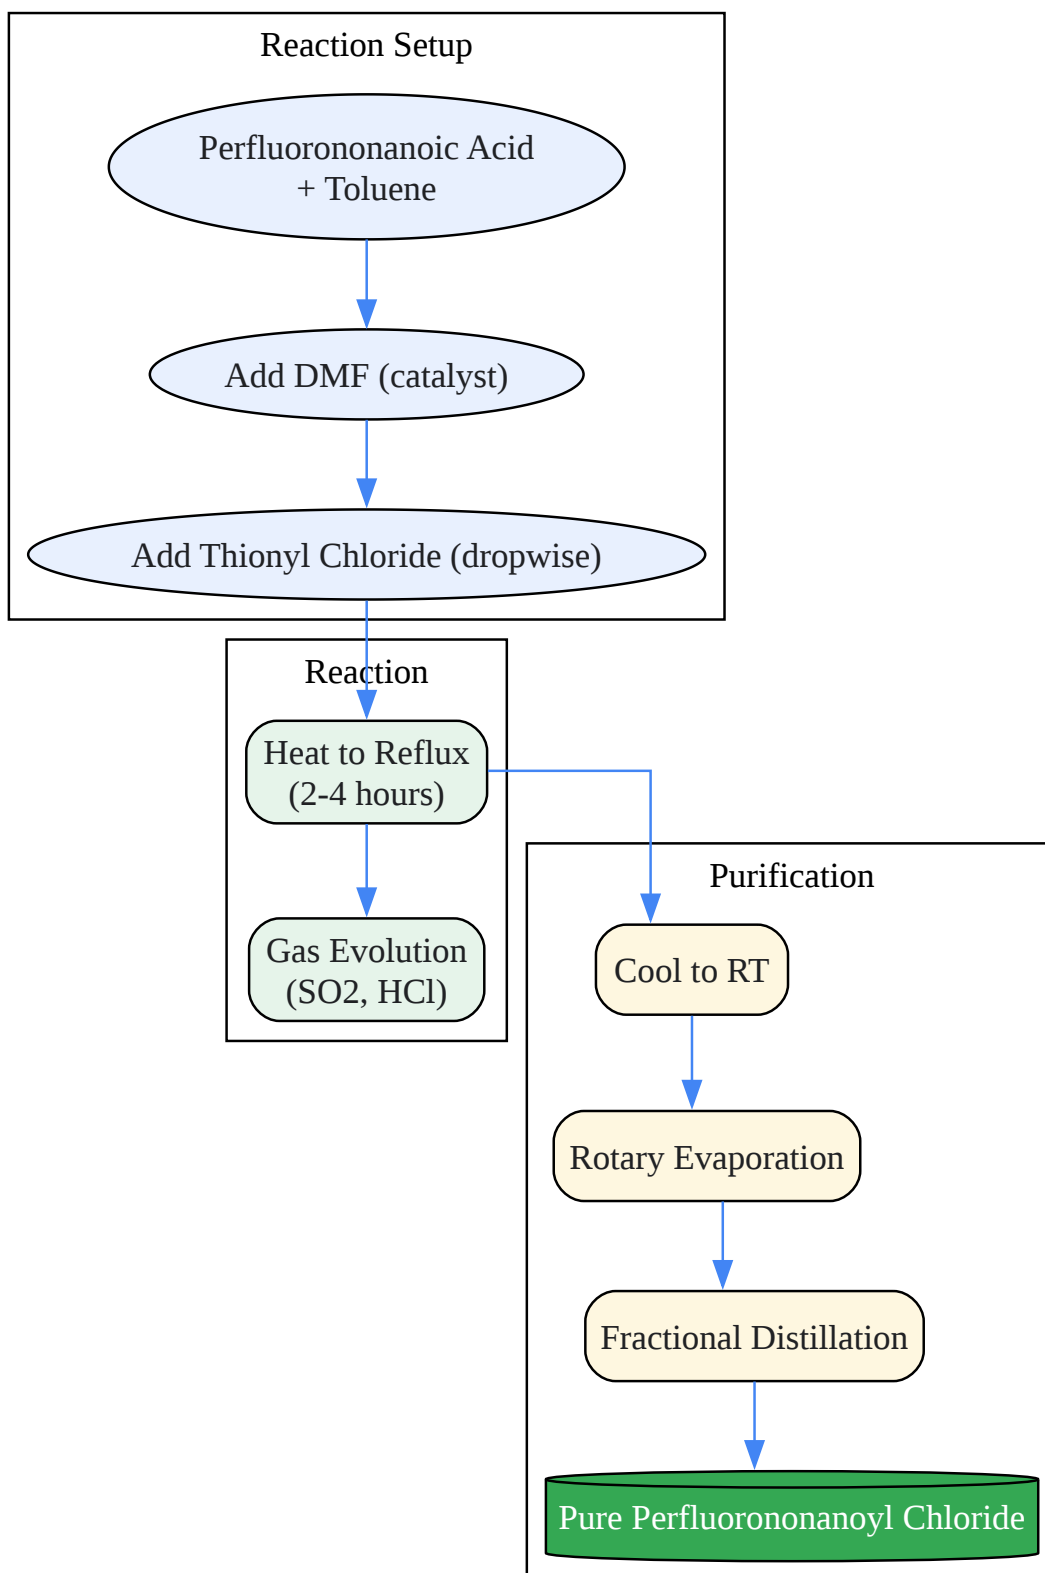 Reaction Setup
Perfluorononanoic Acid
+ Toluene
Add DMF (catalyst)
Add Thionyl Chloride (dropwise)
Reaction
Heat to Reflux
(2-4 hours)
Gas Evolution
(SO2, HCl)
Purification
Cool to RT
Rotary Evaporation
Fractional Distillation
Pure Perfluorononanoyl Chloride